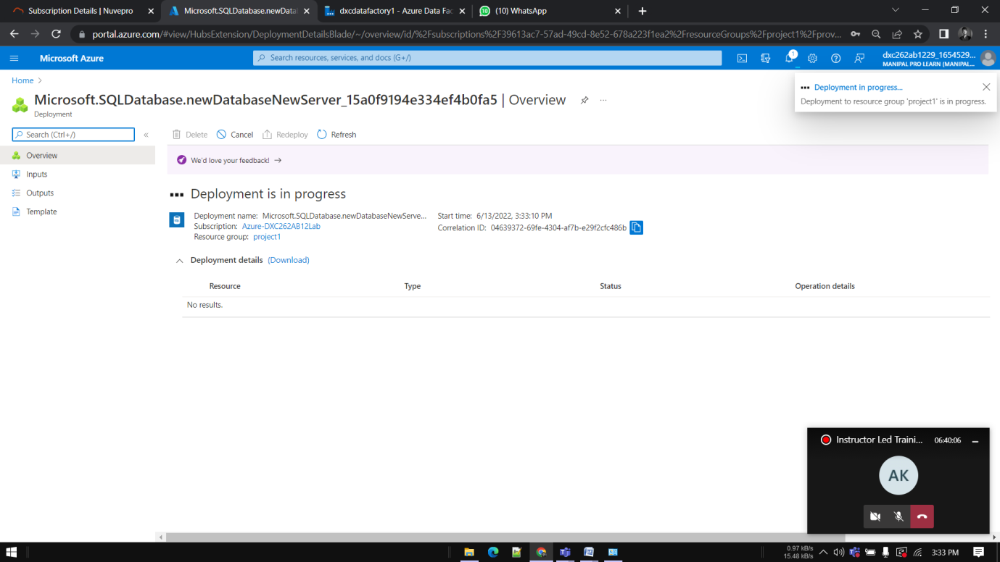 Subscription Details | Nuvepro
Microsoft.SQLDatabase.newData
dxcdatafactory1 - Azure Data Fac
(10) WhatsApp
portal.azure.com/#view/HubsExtension/DeploymentDetailsBlade/~/overview/id/%2Fsubscriptions%2F39613ac7-57ad-49cd-8e52-678a223f1ea2%2FresourceGroups%2Fproject1%2Fprov...
Microsoft Azure
Search resources, services, and docs (G+/)
1
dxc262ab1229_1654529...
MANIPAL PRO LEARN (MANIPAL...
Home
Deployment in progress...
Deployment to resource group 'project1' is in progress.
Microsoft.SQLDatabase.newDatabaseNewServer_15a0f9194e334ef4b0fa5 | Overview
Deployment
Search (Ctrl+/)
Delete
Cancel
Redeploy
Refresh
Overview
Inputs
Outputs
Template
We'd love your feedback!
Deployment is in progress
Deployment name: Microsoft.SQLDatabase.newDatabaseNewServe...
Subscription: Azure-DXC262AB12Lab
Resource group: project1
Start time: 6/13/2022, 3:33:10 PM
Correlation ID: 04639372-69fe-4304-af7b-e29f2cfc486b
Deployment details (Download)
Resource Type Status Operation details
No results.
Instructor Led Traini... 06:40:06
AK
0.97 kB/s
15.48 kB/s
3:33 PM